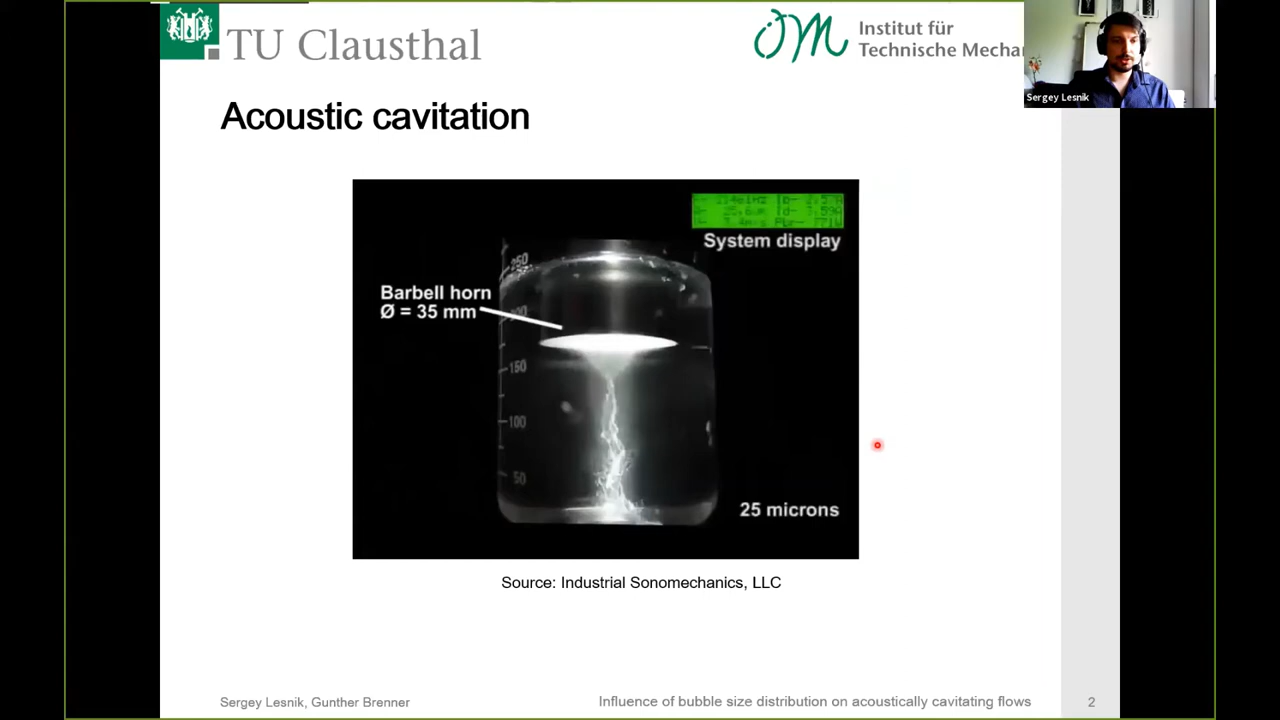 TU Clausthal
Institut für
Technische Mecha
Sergey Lesnik
Acoustic cavitation
System display
Barbell horn
Ø = 35 mm
250
150
100
50
25 microns
Source: Industrial Sonomechanics, LLC
Sergey Lesnik, Gunther Brenner
Influence of bubble size distribution on acoustically cavitating flows
2